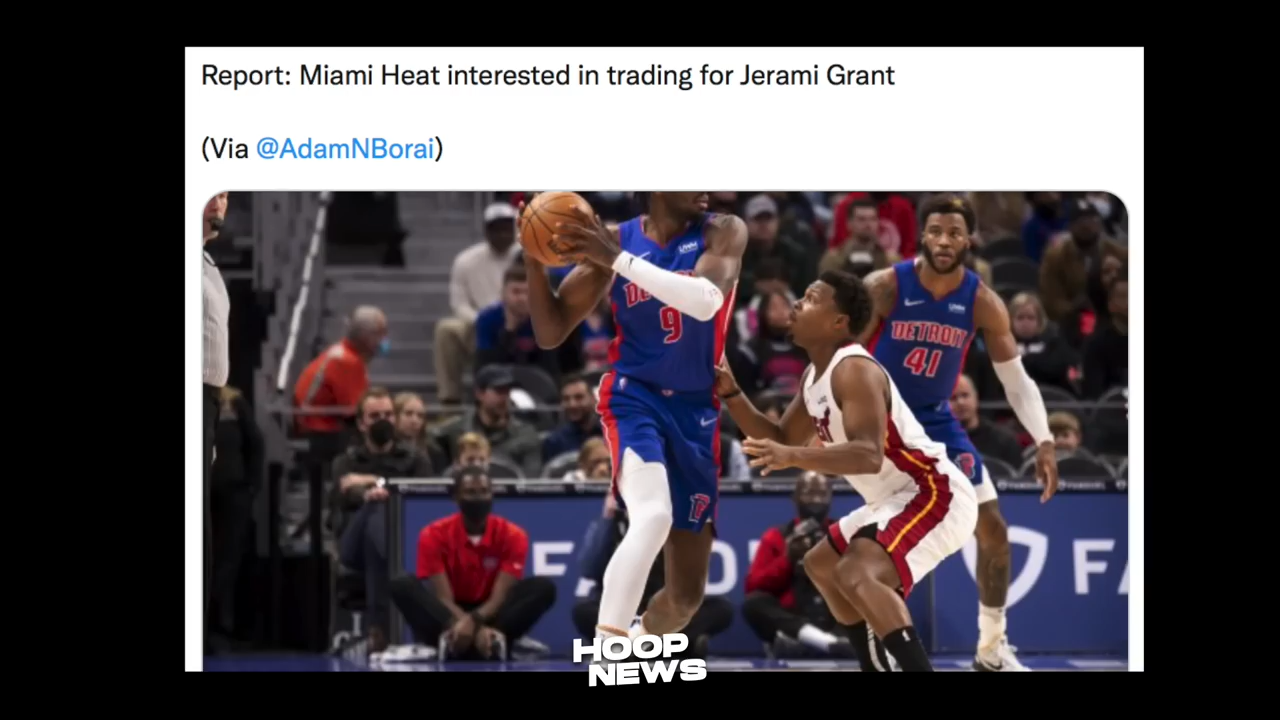 Report: Miami Heat interested in trading for Jerami Grant
(Via @AdamNBorai)
DETROIT
41
9
HOOP
NEWS